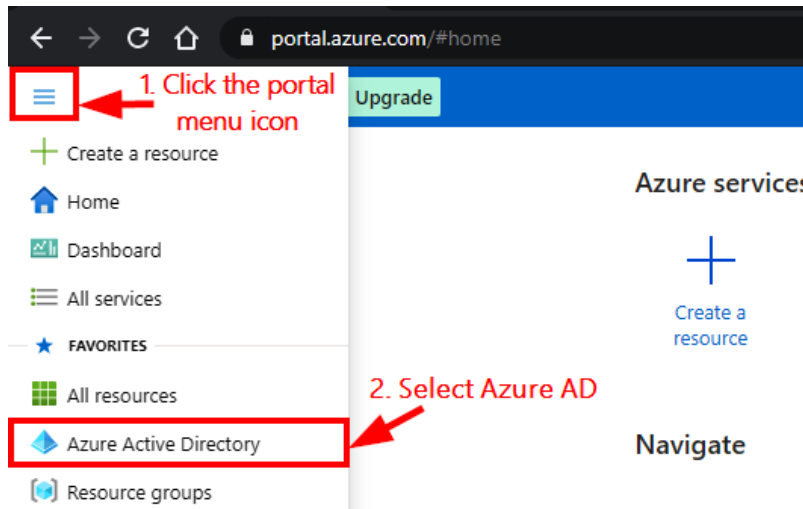 portal.azure.com/#home
1. Click the portal
menu icon
Upgrade
Create a resource
Home
Dashboard
All services
FAVORITES
All resources
Azure Active Directory
Resource groups
2. Select Azure AD
Azure services
Create a
resource
Navigate